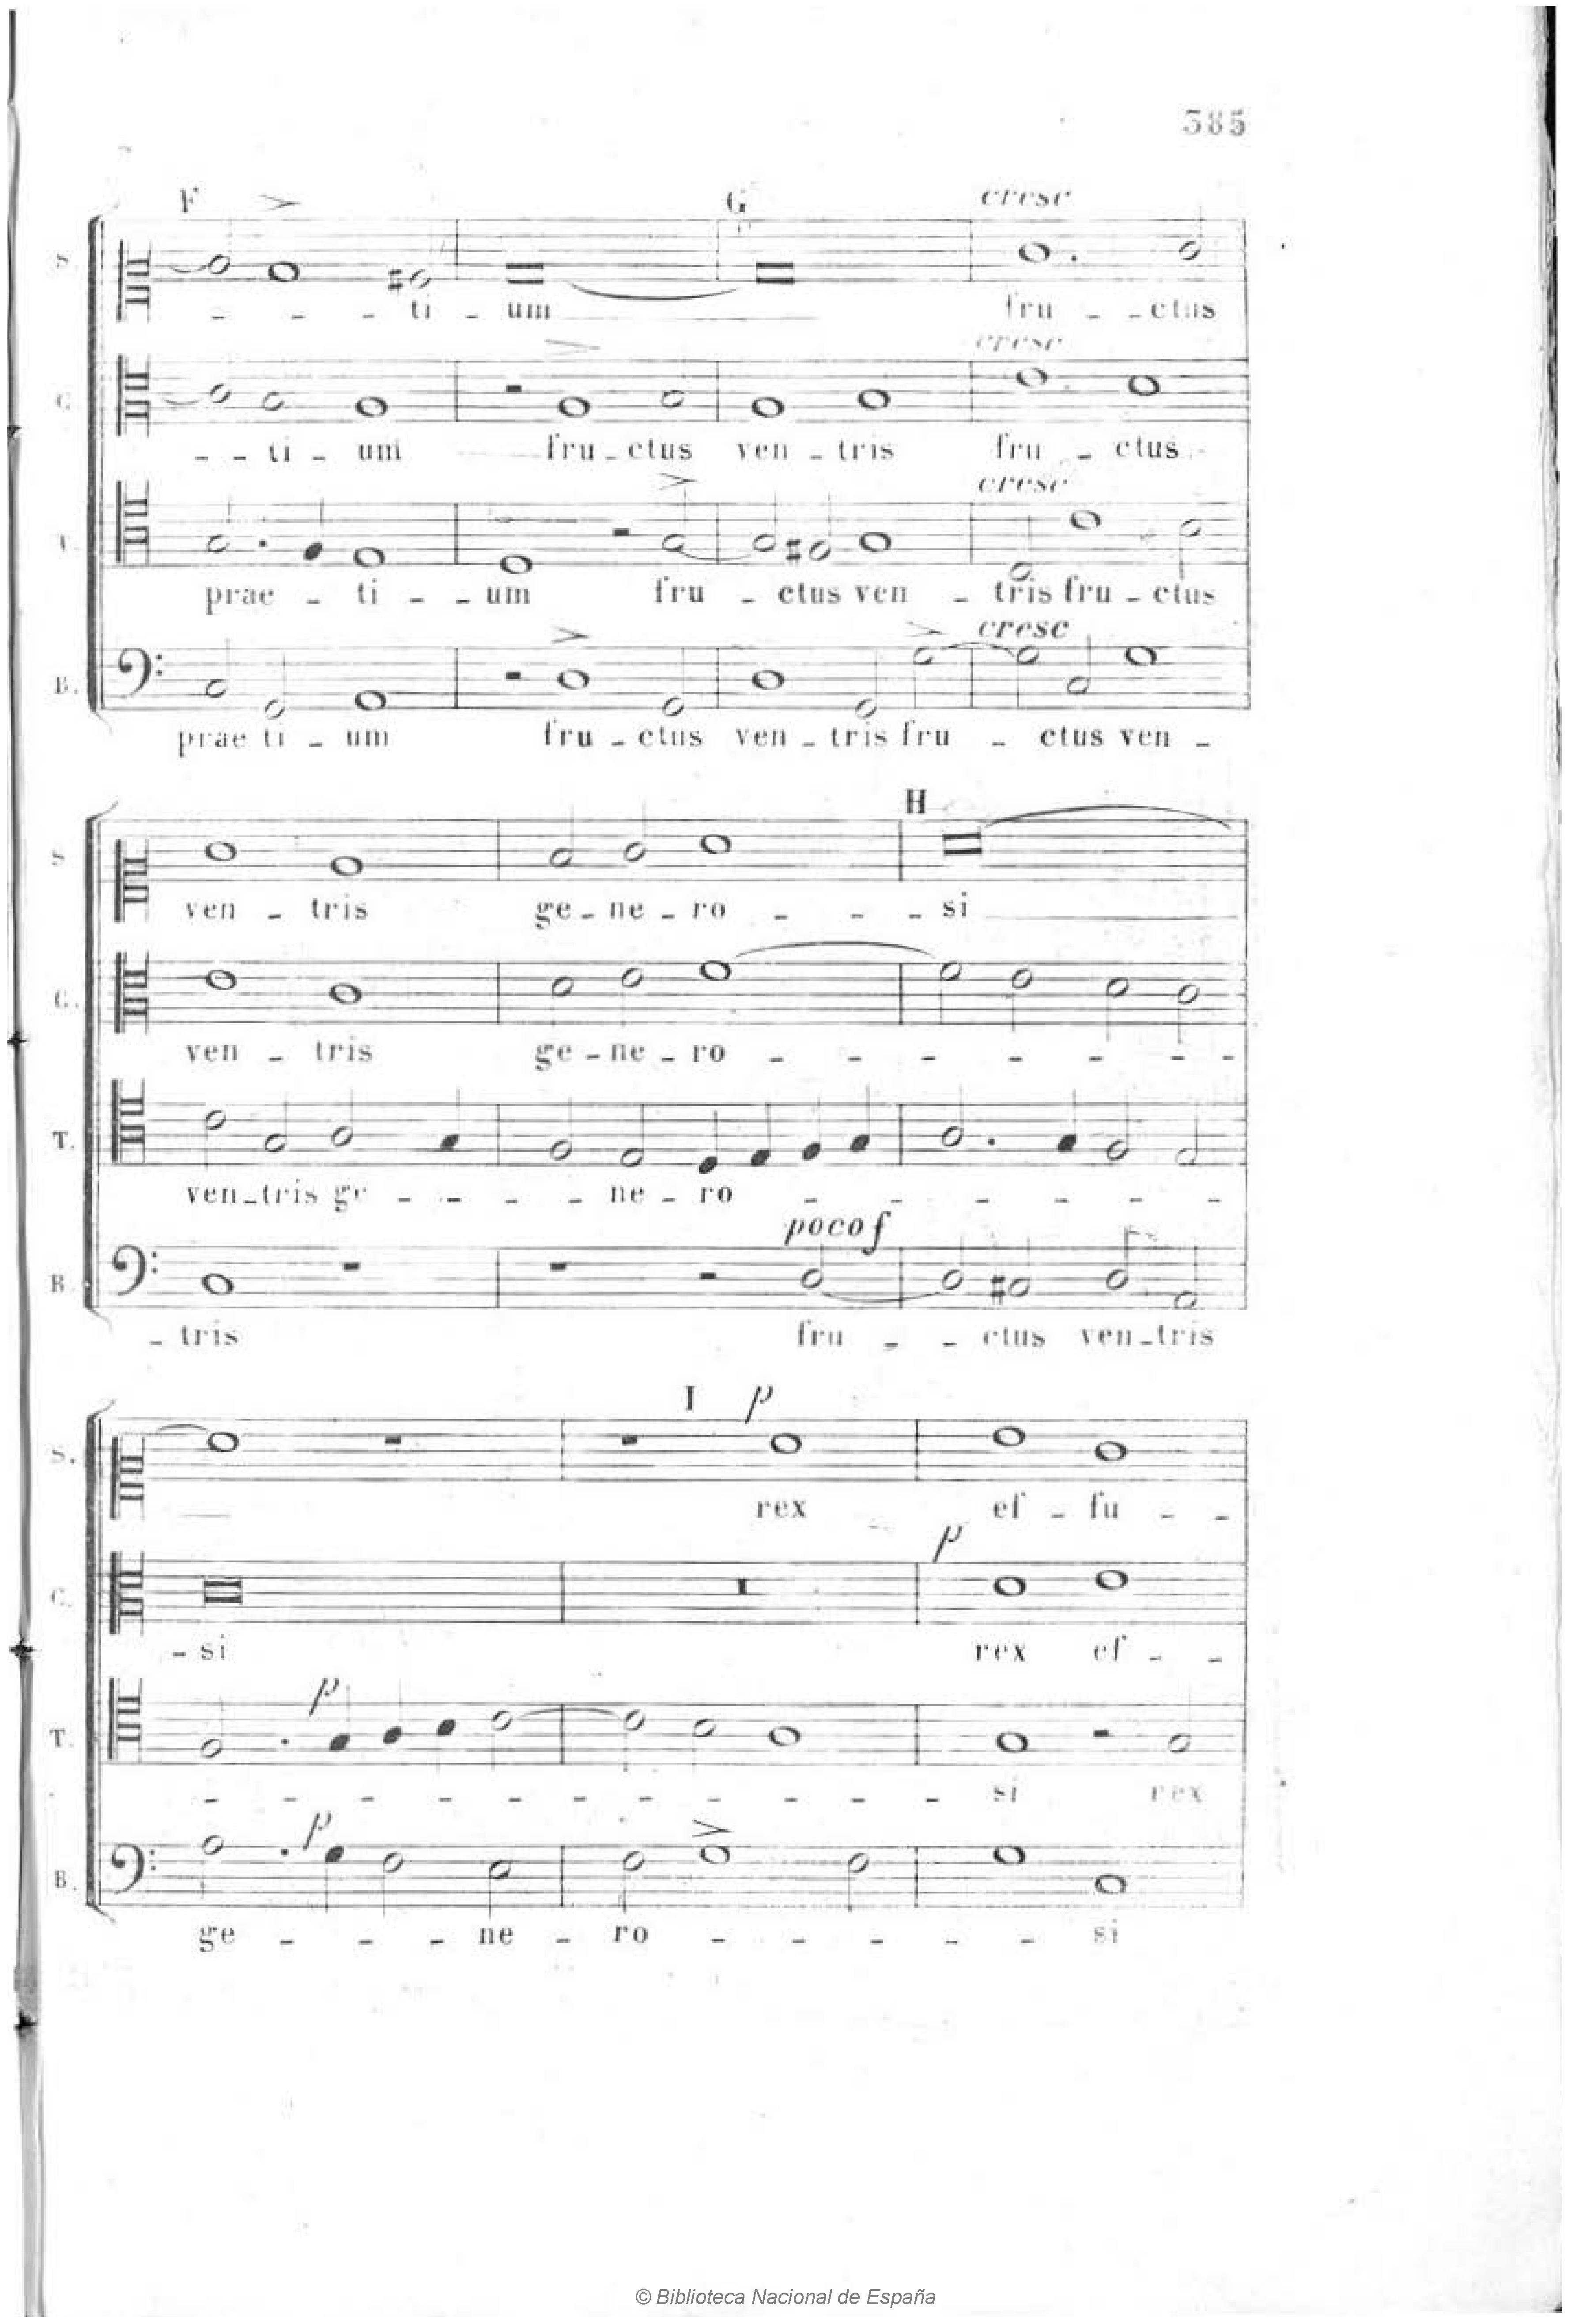 385
F G cresc
S.
_ _ _ ti _ um fru _ _ ctus
cresc
C.
_ _ ti _ um fru _ ctus ven _ tris fru _ ctus
cresc
T.
prae _ ti _ _ um fru _ ctus ven _ tris fru _ ctus
cresc
B.
prae ti _ um fru _ ctus ven _ tris fru _ ctus ven _
H
S
ven _ tris ge _ ne _ ro _ _ _ si
C.
ven _ tris ge _ ne _ ro _ _ _ _ _ _ _
T.
ven _ tris ge _ _ _ _ ne _ ro _ _ _ _ _ _
poco f
B
_ tris fru _ _ ctus ven _ tris
I p
S.
rex ef _ fu _ _
p
C.
_ si rex ef _ _
p
T.
_ _ _ _ _ _ _ _ _ _ _ si rex
p
B.
ge _ _ _ ne _ ro _ _ _ _ _ si
© Biblioteca Nacional de España